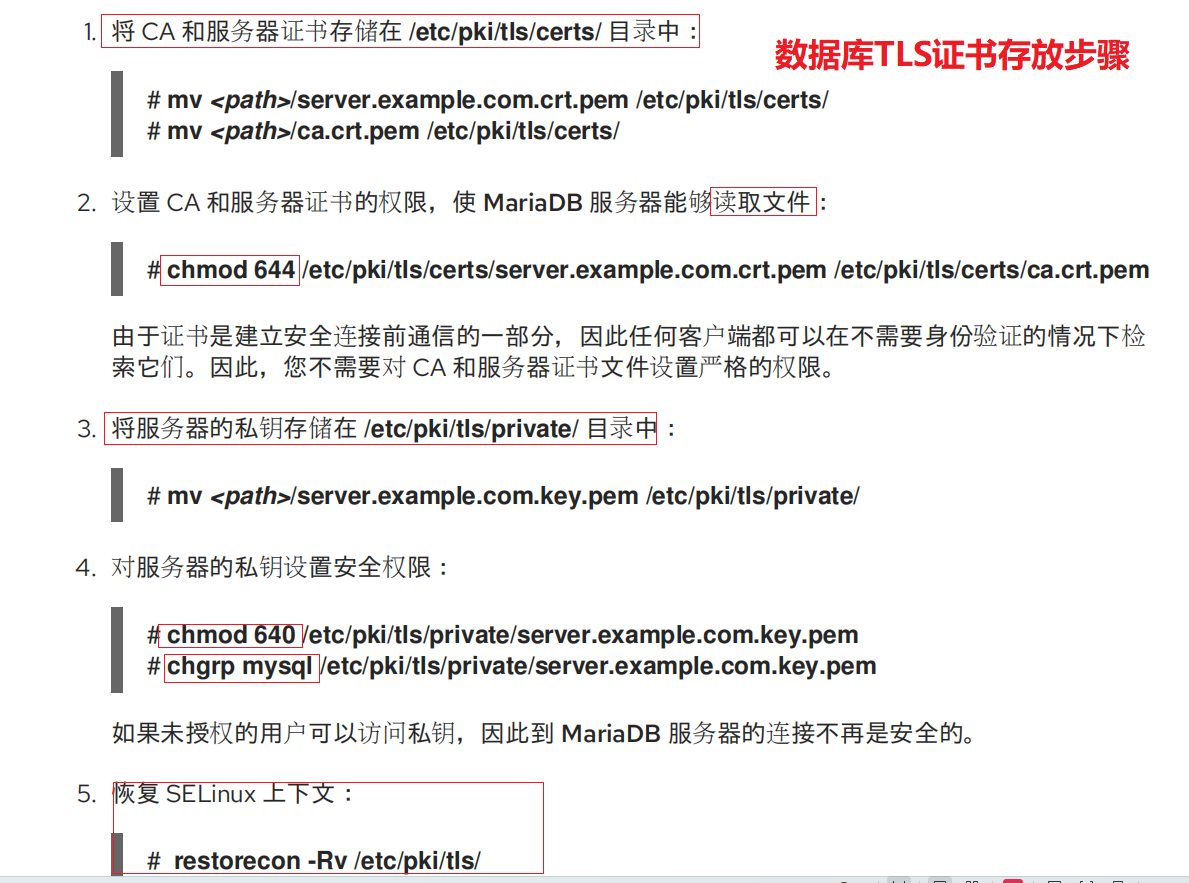 1. 将 CA 和服务器证书存储在 /etc/pki/tls/certs/ 目录中：
数据库TLS证书存放步骤
# mv <path>/server.example.com.crt.pem /etc/pki/tls/certs/
# mv <path>/ca.crt.pem /etc/pki/tls/certs/
2. 设置 CA 和服务器证书的权限，使 MariaDB 服务器能够读取文件：
# chmod 644 /etc/pki/tls/certs/server.example.com.crt.pem /etc/pki/tls/certs/ca.crt.pem
由于证书是建立安全连接前通信的一部分，因此任何客户端都可以在不需要身份验证的情况下检
索它们。因此，您不需要对 CA 和服务器证书文件设置严格的权限。
3. 将服务器的私钥存储在 /etc/pki/tls/private/ 目录中：
# mv <path>/server.example.com.key.pem /etc/pki/tls/private/
4. 对服务器的私钥设置安全权限：
# chmod 640 /etc/pki/tls/private/server.example.com.key.pem
# chgrp mysql /etc/pki/tls/private/server.example.com.key.pem
如果未授权的用户可以访问私钥，因此到 MariaDB 服务器的连接不再是安全的。
5. 恢复 SELinux 上下文：
# restorecon -Rv /etc/pki/tls/